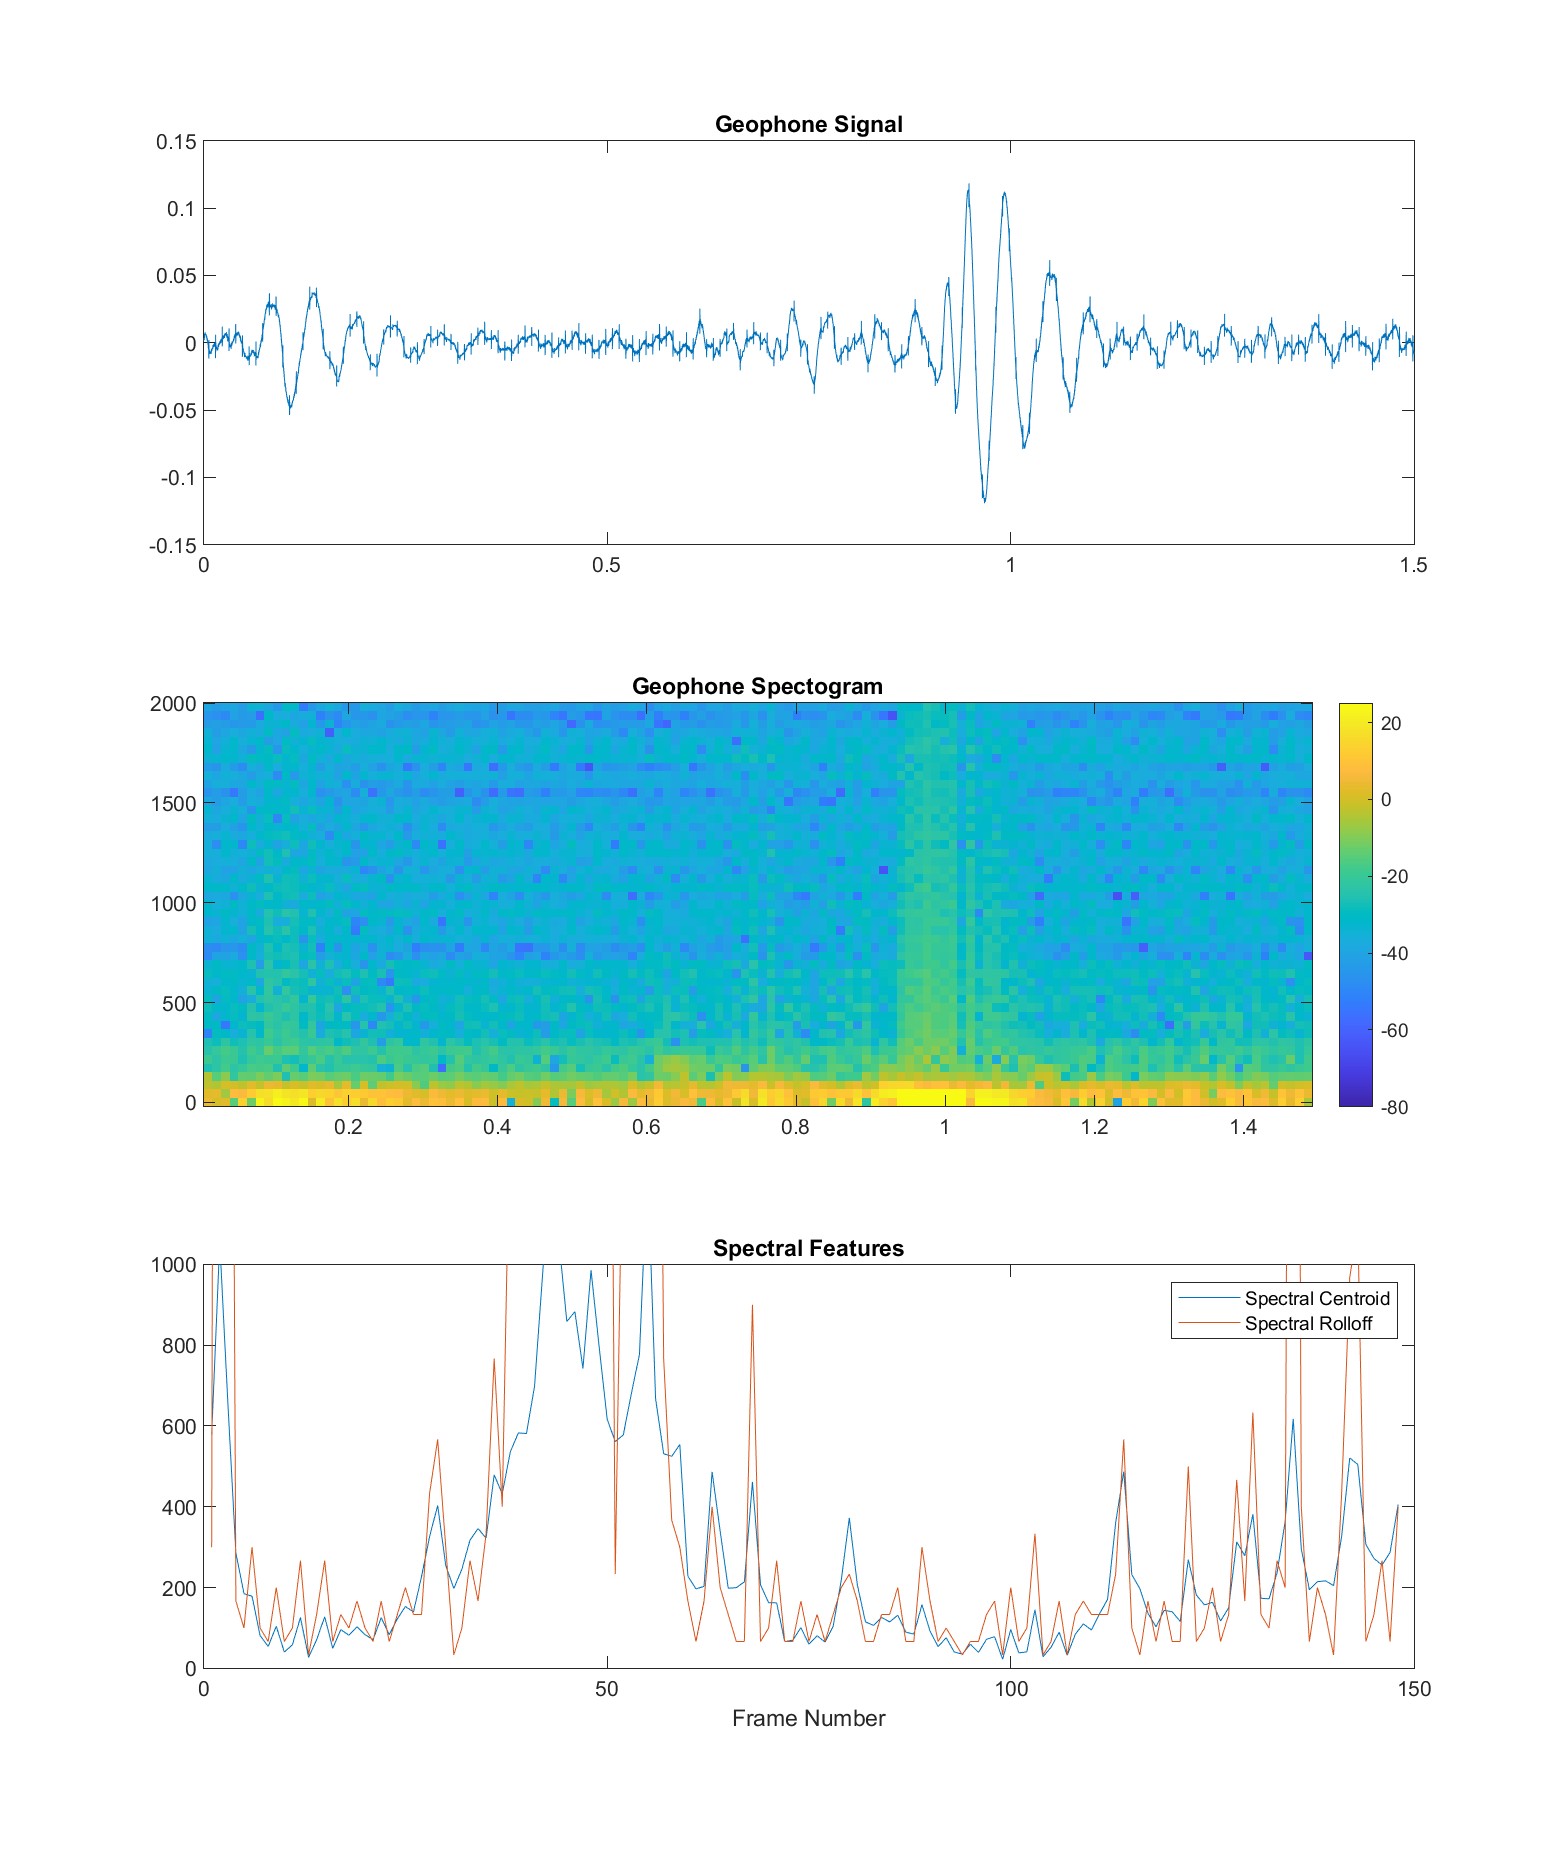 Geophone Signal
0.15
0.1
0.05
0
-0.05
-0.1
-0.15
0 0.5 1 1.5
Geophone Spectogram
2000
1500
1000
500
0
0.2 0.4 0.6 0.8 1 1.2 1.4
20
0
-20
-40
-60
-80
Spectral Features
1000
800
600
400
200
0
Spectral Centroid
Spectral Rolloff
0 50 100 150
Frame Number